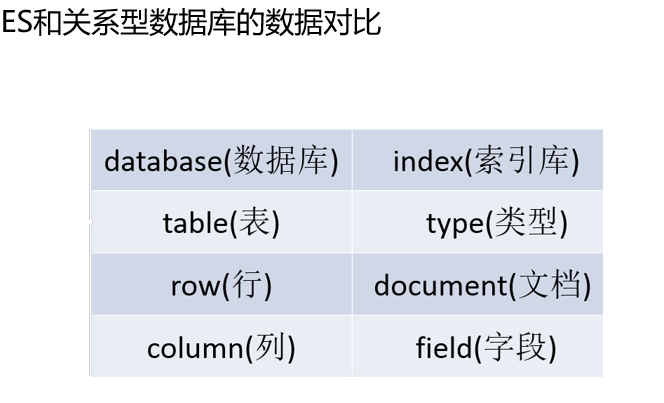 ES和关系型数据库的数据对比
database(数据库) index(索引库)
table(表) type(类型)
row(行) document(文档)
column(列) field(字段)